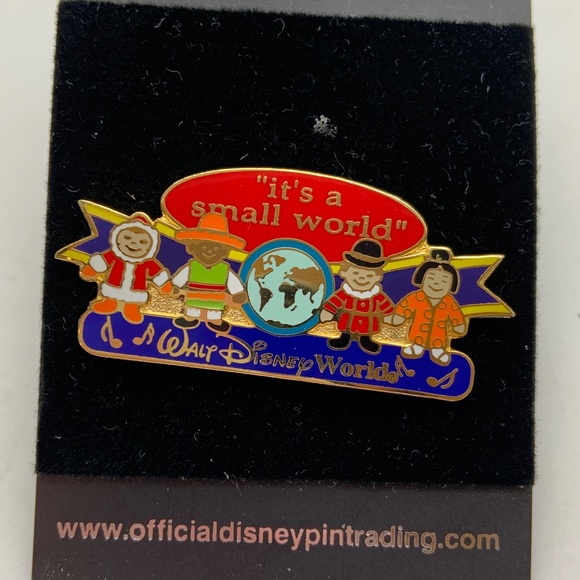 "it's a
small world"
Walt Disney World®
www.officialdisneypintrading.com